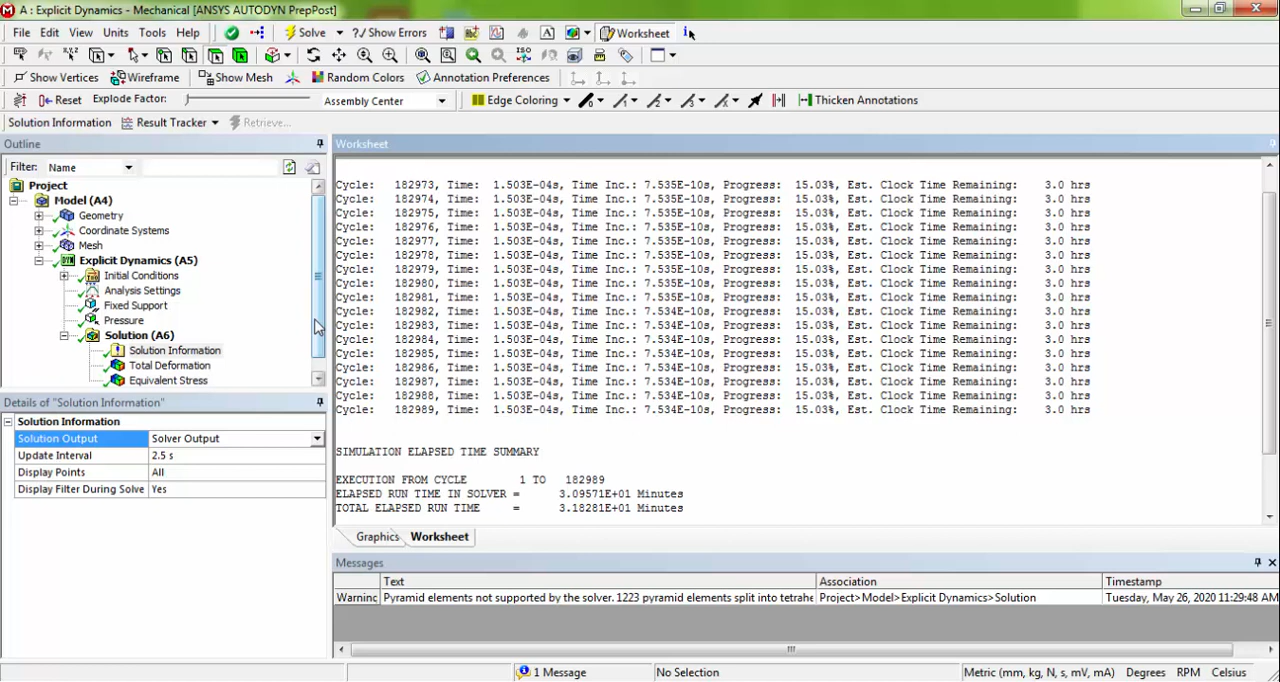 A : Explicit Dynamics - Mechanical [ANSYS AUTODYN PrepPost]
File Edit View Units Tools Help Solve ?/ Show Errors A Worksheet i
Show Vertices Wireframe Show Mesh Random Colors Annotation Preferences
Reset Explode Factor: Assembly Center Edge Coloring Thicken Annotations
Solution Information Result Tracker Retrieve...
Outline
Filter: Name
Project
Model (A4)
Geometry
Coordinate Systems
Mesh
Explicit Dynamics (A5)
Initial Conditions
Analysis Settings
Fixed Support
Pressure
Solution (A6)
Solution Information
Total Deformation
Equivalent Stress
Details of "Solution Information"
Solution Information
Solution Output Solver Output
Update Interval 2.5 s
Display Points All
Display Filter During Solve Yes
Worksheet
Cycle: 182973, Time: 1.503E-04s, Time Inc.: 7.535E-10s, Progress: 15.03%, Est. Clock Time Remaining: 3.0 hrs
Cycle: 182974, Time: 1.503E-04s, Time Inc.: 7.535E-10s, Progress: 15.03%, Est. Clock Time Remaining: 3.0 hrs
Cycle: 182975, Time: 1.503E-04s, Time Inc.: 7.535E-10s, Progress: 15.03%, Est. Clock Time Remaining: 3.0 hrs
Cycle: 182976, Time: 1.503E-04s, Time Inc.: 7.535E-10s, Progress: 15.03%, Est. Clock Time Remaining: 3.0 hrs
Cycle: 182977, Time: 1.503E-04s, Time Inc.: 7.535E-10s, Progress: 15.03%, Est. Clock Time Remaining: 3.0 hrs
Cycle: 182978, Time: 1.503E-04s, Time Inc.: 7.535E-10s, Progress: 15.03%, Est. Clock Time Remaining: 3.0 hrs
Cycle: 182979, Time: 1.503E-04s, Time Inc.: 7.535E-10s, Progress: 15.03%, Est. Clock Time Remaining: 3.0 hrs
Cycle: 182980, Time: 1.503E-04s, Time Inc.: 7.535E-10s, Progress: 15.03%, Est. Clock Time Remaining: 3.0 hrs
Cycle: 182981, Time: 1.503E-04s, Time Inc.: 7.534E-10s, Progress: 15.03%, Est. Clock Time Remaining: 3.0 hrs
Cycle: 182982, Time: 1.503E-04s, Time Inc.: 7.534E-10s, Progress: 15.03%, Est. Clock Time Remaining: 3.0 hrs
Cycle: 182983, Time: 1.503E-04s, Time Inc.: 7.534E-10s, Progress: 15.03%, Est. Clock Time Remaining: 3.0 hrs
Cycle: 182984, Time: 1.503E-04s, Time Inc.: 7.534E-10s, Progress: 15.03%, Est. Clock Time Remaining: 3.0 hrs
Cycle: 182985, Time: 1.503E-04s, Time Inc.: 7.534E-10s, Progress: 15.03%, Est. Clock Time Remaining: 3.0 hrs
Cycle: 182986, Time: 1.503E-04s, Time Inc.: 7.534E-10s, Progress: 15.03%, Est. Clock Time Remaining: 3.0 hrs
Cycle: 182987, Time: 1.503E-04s, Time Inc.: 7.534E-10s, Progress: 15.03%, Est. Clock Time Remaining: 3.0 hrs
Cycle: 182988, Time: 1.503E-04s, Time Inc.: 7.534E-10s, Progress: 15.03%, Est. Clock Time Remaining: 3.0 hrs
Cycle: 182989, Time: 1.503E-04s, Time Inc.: 7.534E-10s, Progress: 15.03%, Est. Clock Time Remaining: 3.0 hrs
SIMULATION ELAPSED TIME SUMMARY
EXECUTION FROM CYCLE 1 TO 182989
ELAPSED RUN TIME IN SOLVER = 3.09571E+01 Minutes
TOTAL ELAPSED RUN TIME = 3.18281E+01 Minutes
Graphics Worksheet
Messages
Text Association Timestamp
Warning Pyramid elements not supported by the solver. 1223 pyramid elements split into tetrahe Project>Model>Explicit Dynamics>Solution Tuesday, May 26, 2020 11:29:48 AM
1 Message No Selection Metric (mm, kg, N, s, mV, mA) Degrees RPM Celsius